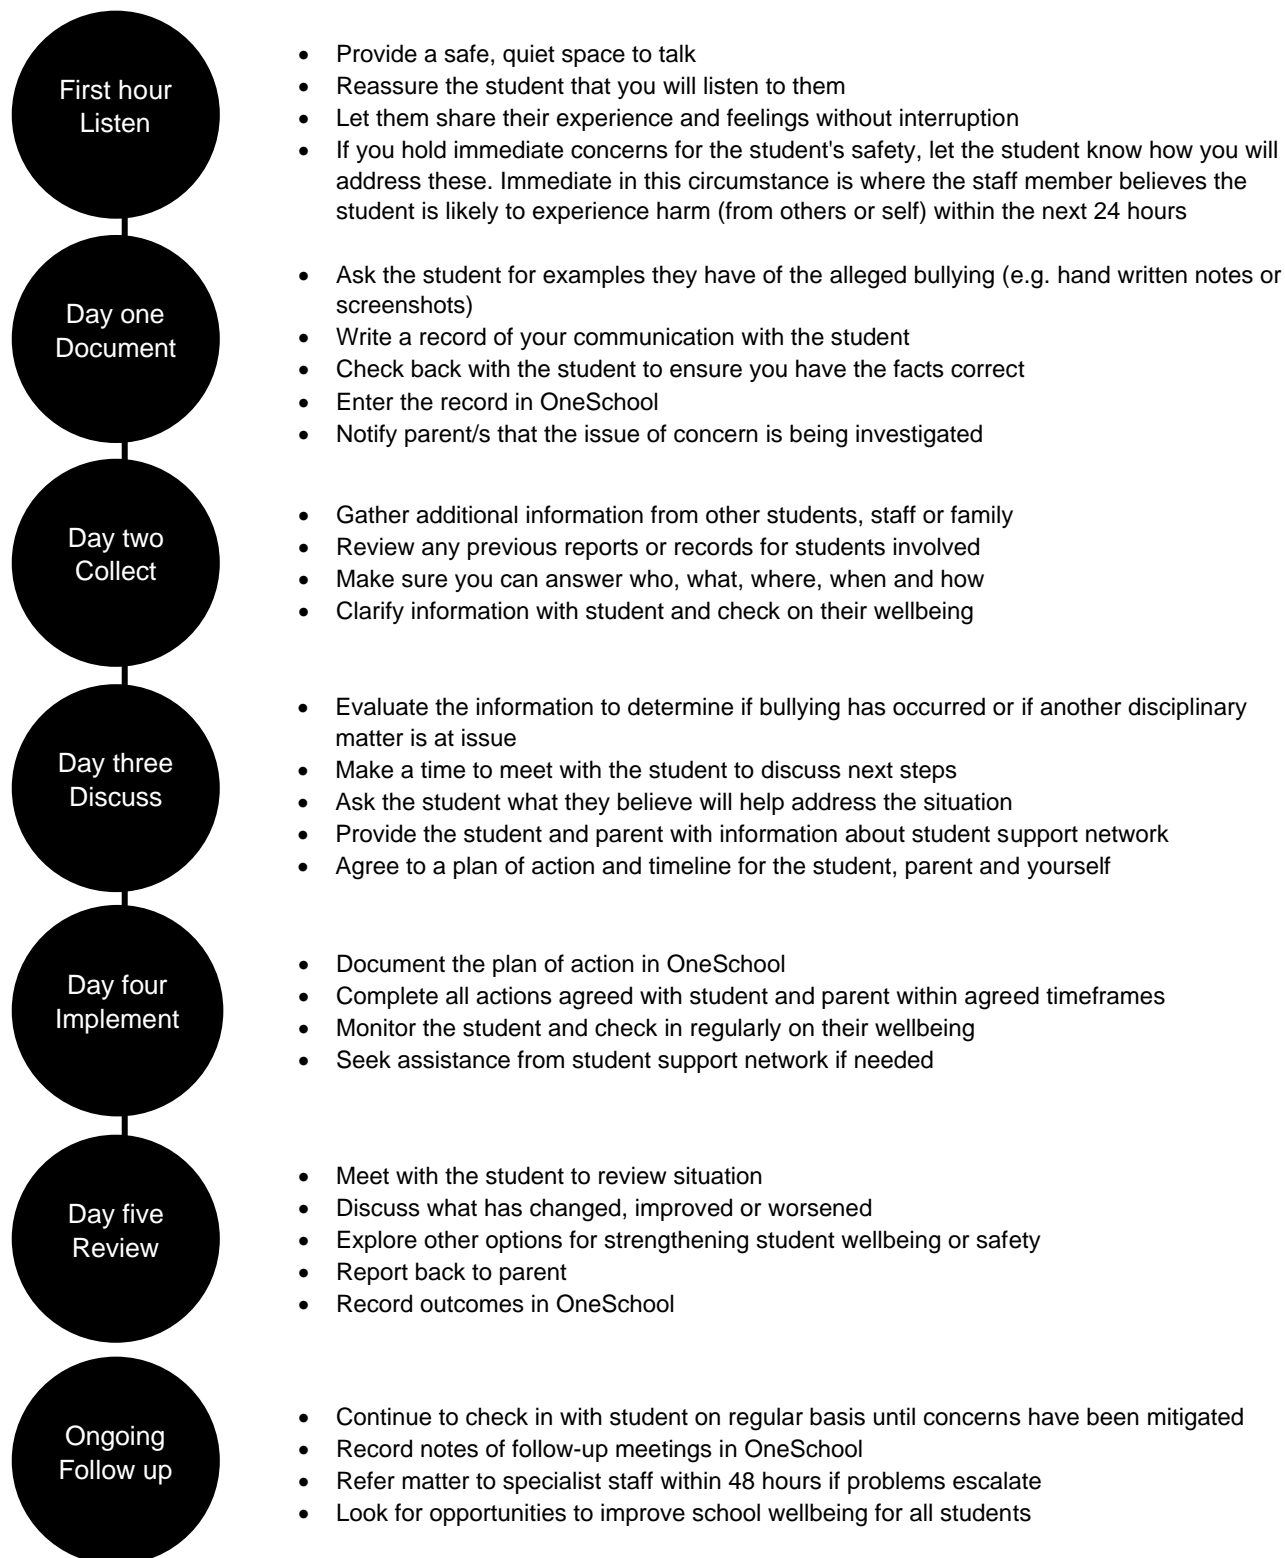 First hour
Listen
• Provide a safe, quiet space to talk
• Reassure the student that you will listen to them
• Let them share their experience and feelings without interruption
• If you hold immediate concerns for the student's safety, let the student know how you will
address these. Immediate in this circumstance is where the staff member believes the
student is likely to experience harm (from others or self) within the next 24 hours
Day one
Document
• Ask the student for examples they have of the alleged bullying (e.g. hand written notes or
screenshots)
• Write a record of your communication with the student
• Check back with the student to ensure you have the facts correct
• Enter the record in OneSchool
• Notify parent/s that the issue of concern is being investigated
Day two
Collect
• Gather additional information from other students, staff or family
• Review any previous reports or records for students involved
• Make sure you can answer who, what, where, when and how
• Clarify information with student and check on their wellbeing
Day three
Discuss
• Evaluate the information to determine if bullying has occurred or if another disciplinary
matter is at issue
• Make a time to meet with the student to discuss next steps
• Ask the student what they believe will help address the situation
• Provide the student and parent with information about student support network
• Agree to a plan of action and timeline for the student, parent and yourself
Day four
Implement
• Document the plan of action in OneSchool
• Complete all actions agreed with student and parent within agreed timeframes
• Monitor the student and check in regularly on their wellbeing
• Seek assistance from student support network if needed
Day five
Review
• Meet with the student to review situation
• Discuss what has changed, improved or worsened
• Explore other options for strengthening student wellbeing or safety
• Report back to parent
• Record outcomes in OneSchool
Ongoing
Follow up
• Continue to check in with student on regular basis until concerns have been mitigated
• Record notes of follow-up meetings in OneSchool
• Refer matter to specialist staff within 48 hours if problems escalate
• Look for opportunities to improve school wellbeing for all students